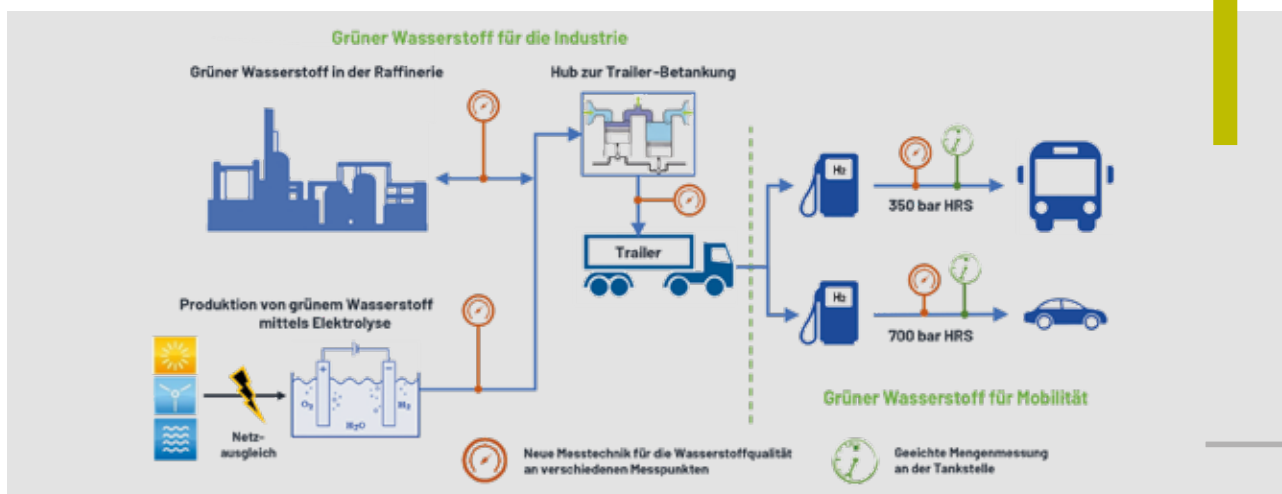 Grüner Wasserstoff für die Industrie
Grüner Wasserstoff in der Raffinerie
Hub zur Trailer-Betankung
H₂
350 bar HRS
Trailer
Produktion von grünem Wasserstoff
mittels Elektrolyse
H₂
700 bar HRS
+
−
O₂
H₂
H₂O
Netz-
ausgleich
Grüner Wasserstoff für Mobilität
Neue Messtechnik für die Wasserstoffqualität
an verschiedenen Messpunkten
Geeichte Mengenmessung
an der Tankstelle